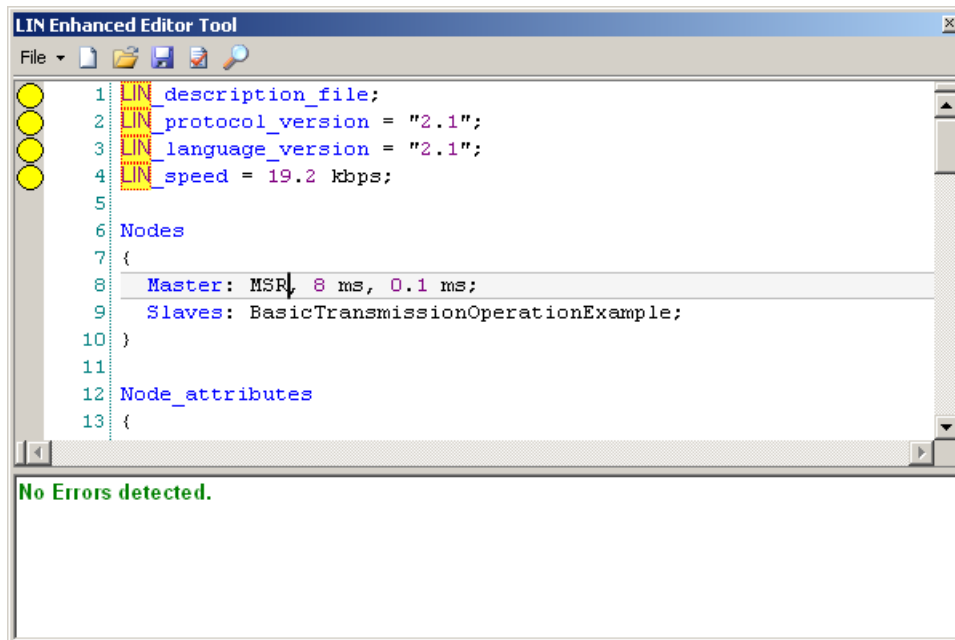 LIN Enhanced Editor Tool
File
1 LIN_description_file;
2 LIN_protocol_version = "2.1";
3 LIN_language_version = "2.1";
4 LIN_speed = 19.2 kbps;
5
6 Nodes
7 {
8 Master: MSR, 8 ms, 0.1 ms;
9 Slaves: BasicTransmissionOperationExample;
10 }
11
12 Node_attributes
13 {
No Errors detected.